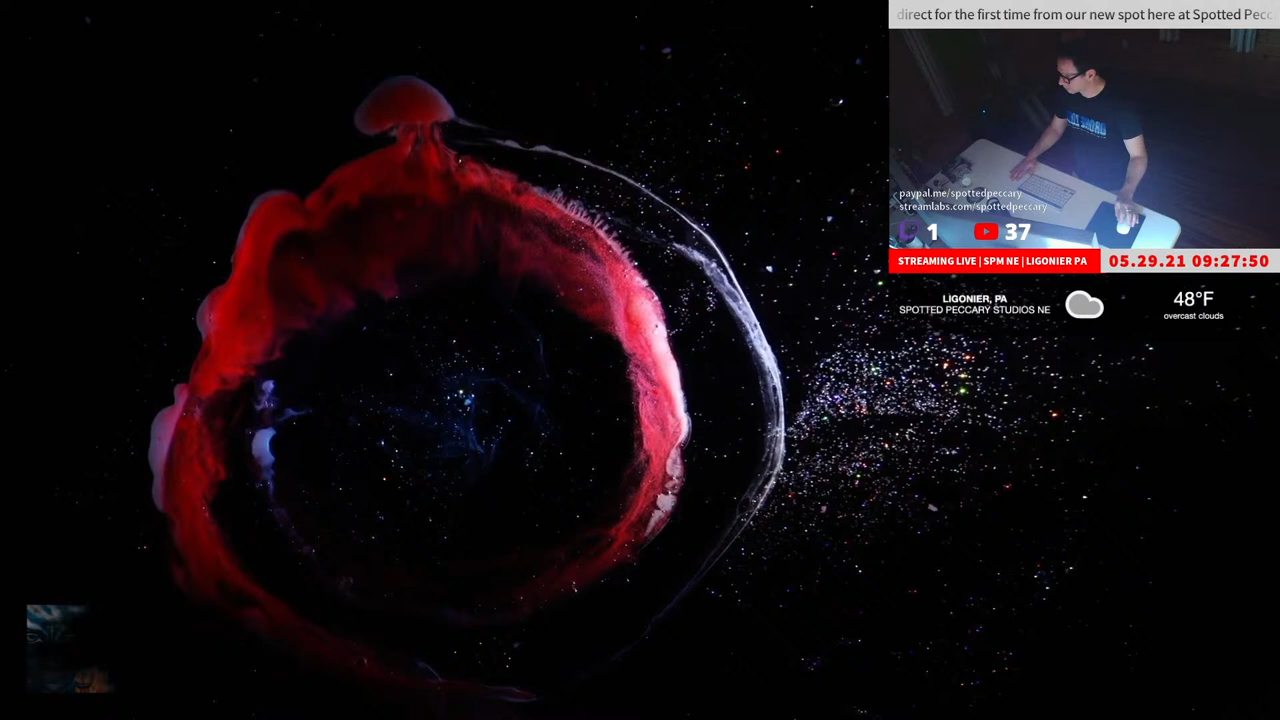 direct for the first time from our new spot here at Spotted Pecc
paypal.me/spottedpeccary
streamlabs.com/spottedpeccary
1 37
STREAMING LIVE | SPM NE | LIGONIER PA 05.29.21 09:27:50
LIGONIER, PA
SPOTTED PECCARY STUDIOS NE
48°F
overcast clouds